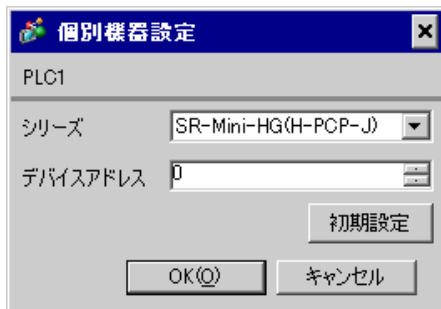 個別機器設定
PLC1
シリーズ SR-Mini-HG(H-PCP-J)
デバイスアドレス 0
初期設定
OK(O) キャンセル